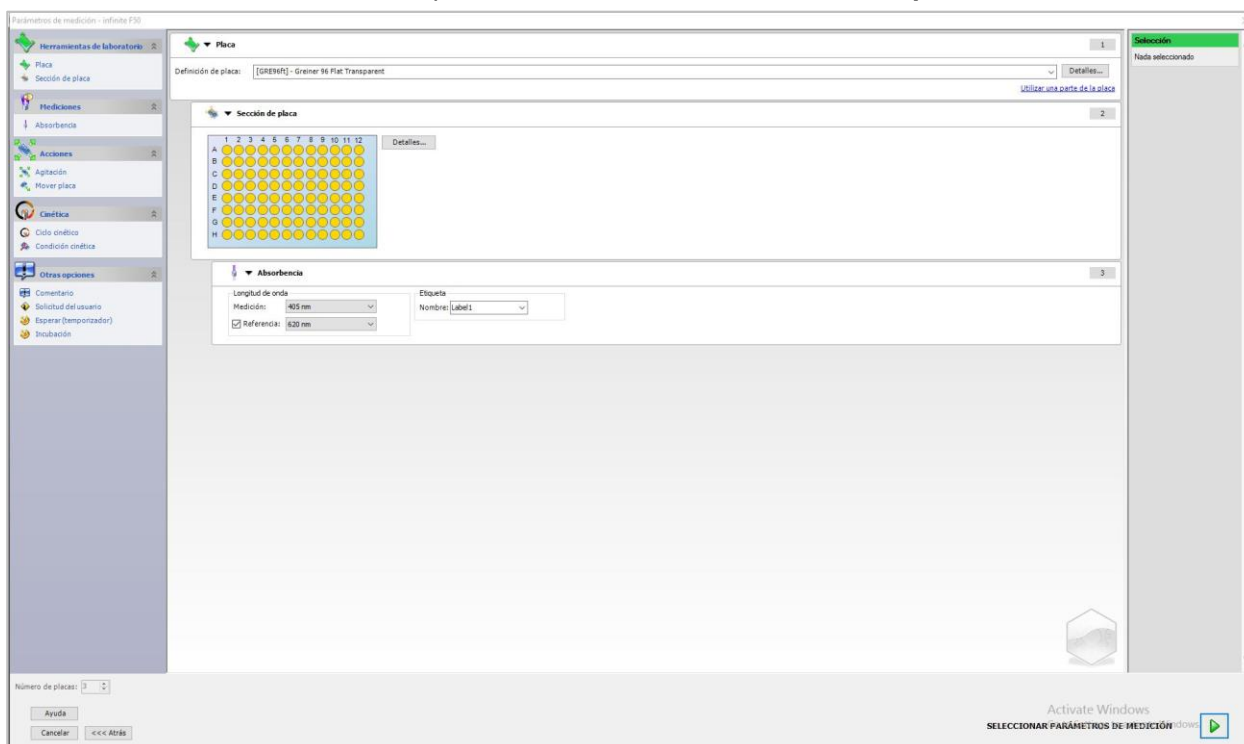 Parámetros de medición - infinite F50
Herramientas de laboratorio
Placa
Sección de placa
Mediciones
Absorbencia
Acciones
Agitación
Mover placa
Cinética
Ciclo cinético
Condición cinética
Otras opciones
Comentario
Solicitud del usuario
Esperar (temporizador)
Incubación
Placa
1
Definición de placa: [GRE96ft] - Greiner 96 Flat Transparent
Detalles...
Utilizar una parte de la placa
Sección de placa
2
1 2 3 4 5 6 7 8 9 10 11 12
A
B
C
D
E
F
G
H
Detalles...
Absorbencia
3
Longitud de onda
Medición: 405 nm
Referencia: 620 nm
Etiqueta
Nombre: Label1
Selección
Nada seleccionado
Número de placas: 3
Ayuda
Cancelar
<<< Atrás
Activate Windows
SELECCIONAR PARÁMETROS DE MEDICIÓN